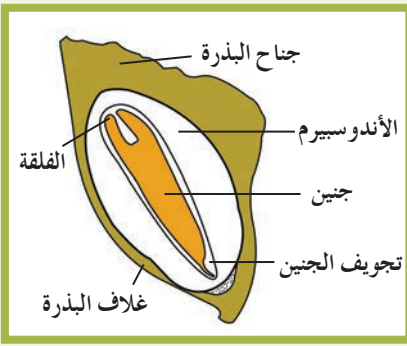 جناح البذرة
الأندوسبيرم
الفلقة
جنين
تجويف الجنين
غلاف البذرة